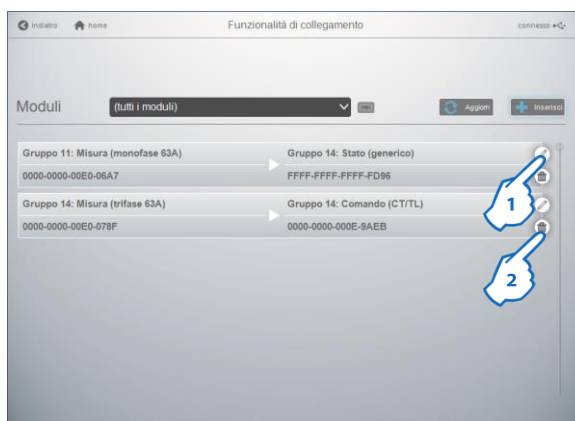 indietro home Funzionalità di collegamento connesso
Moduli (tutti i moduli) Aggiorn Inserisci
Gruppo 11: Misura (monofase 63A) Gruppo 14: Stato (generico)
0000-0000-00E0-06A7 FFFF-FFFF-FFFF-FD96
Gruppo 14: Misura (trifase 63A) Gruppo 14: Comando (CT/TL)
0000-0000-00E0-078F 0000-0000-000E-9AEB
1
2